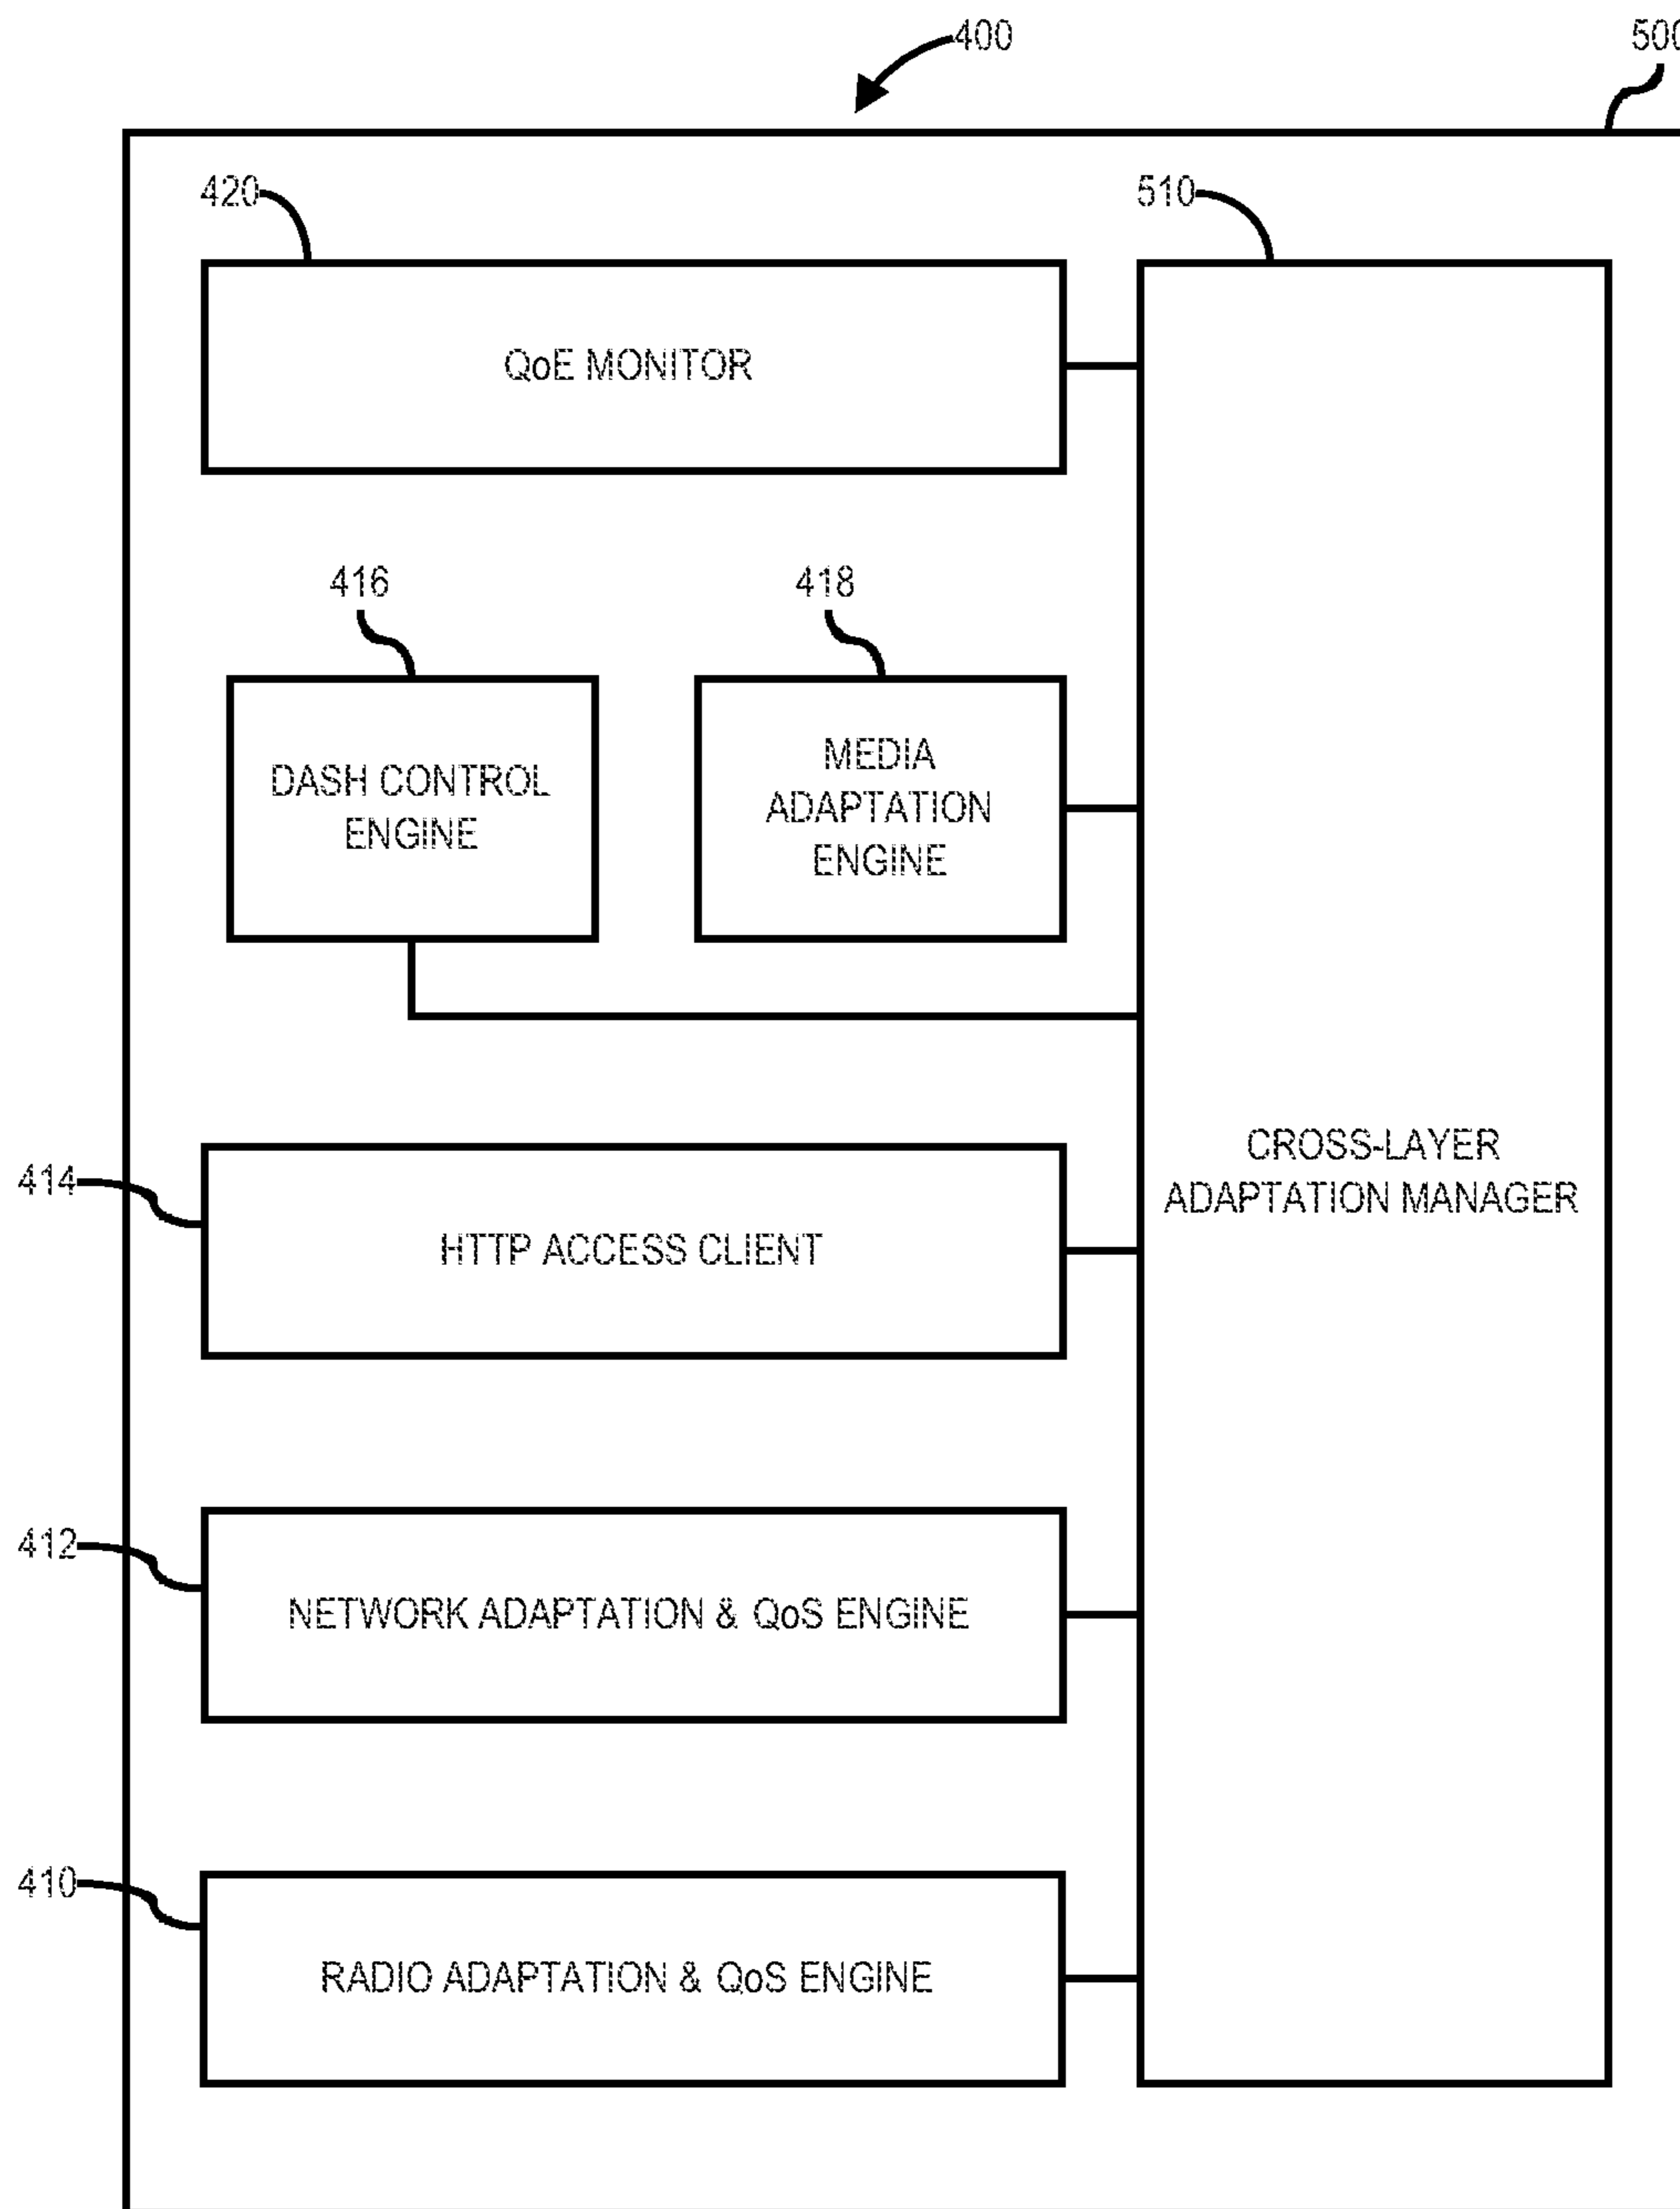 400
500
420
510
QoE MONITOR
416
418
DASH CONTROL
ENGINE
MEDIA
ADAPTATION
ENGINE
CROSS-LAYER
ADAPTATION MANAGER
414
HTTP ACCESS CLIENT
412
NETWORK ADAPTATION & QoS ENGINE
410
RADIO ADAPTATION & QoS ENGINE